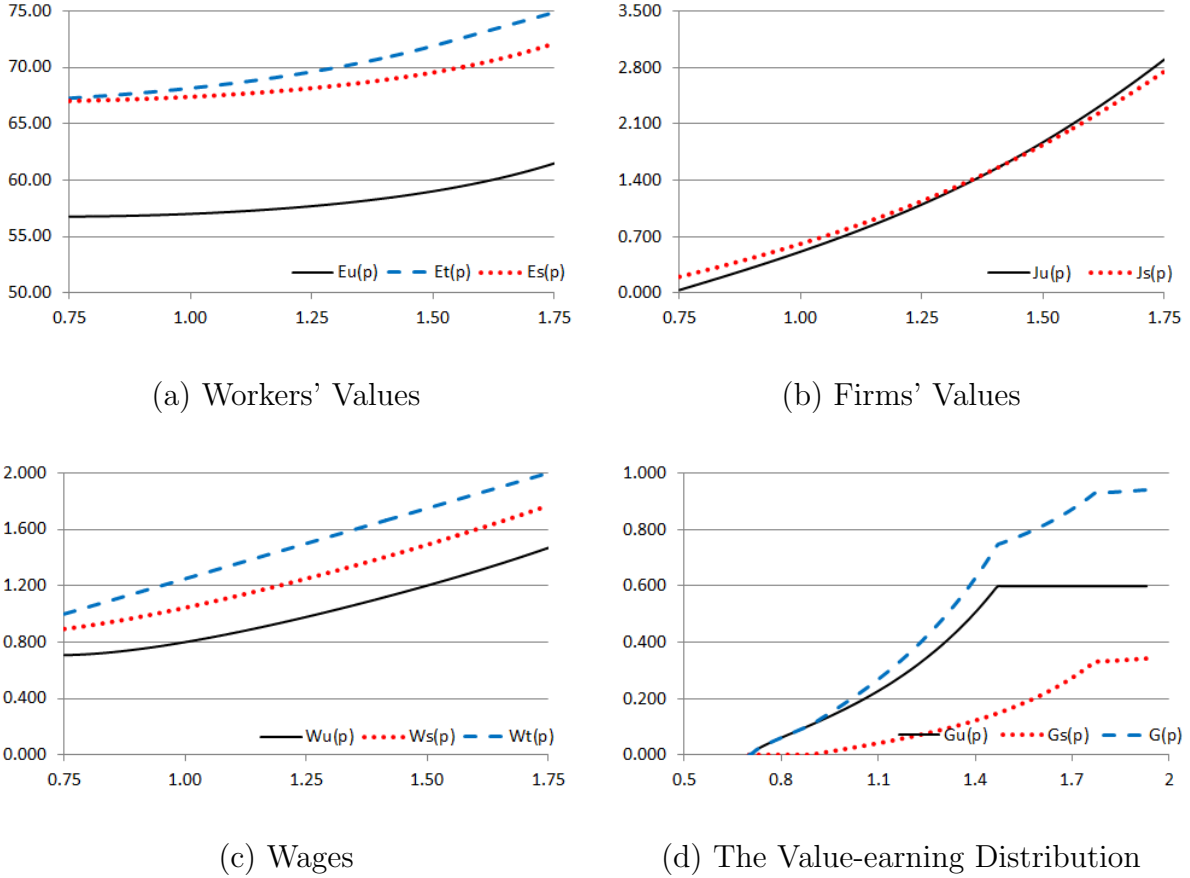 75.00
70.00
65.00
60.00
55.00
50.00
Eu(p) Et(p) Es(p)
0.75 1.00 1.25 1.50 1.75
(a) Workers' Values
3.500
2.800
2.100
1.400
0.700
0.000
Ju(p) Js(p)
0.75 1.00 1.25 1.50 1.75
(b) Firms' Values
2.000
1.600
1.200
0.800
0.400
0.000
Wu(p) Ws(p) Wt(p)
0.75 1.00 1.25 1.50 1.75
(c) Wages
1.000
0.800
0.600
0.400
0.200
0.000
Gu(p) Gs(p) G(p)
0.5 0.8 1.1 1.4 1.7 2
(d) The Value-earning Distribution